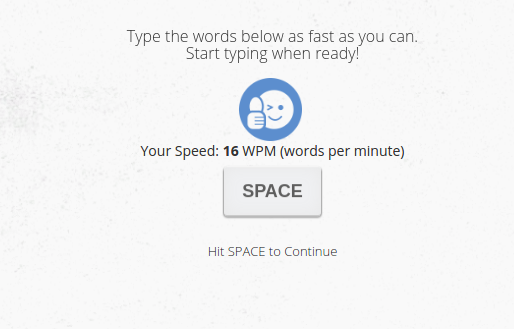 Type the words below as fast as you can.
Start typing when ready!
Your Speed: 16 WPM (words per minute)
SPACE
Hit SPACE to Continue